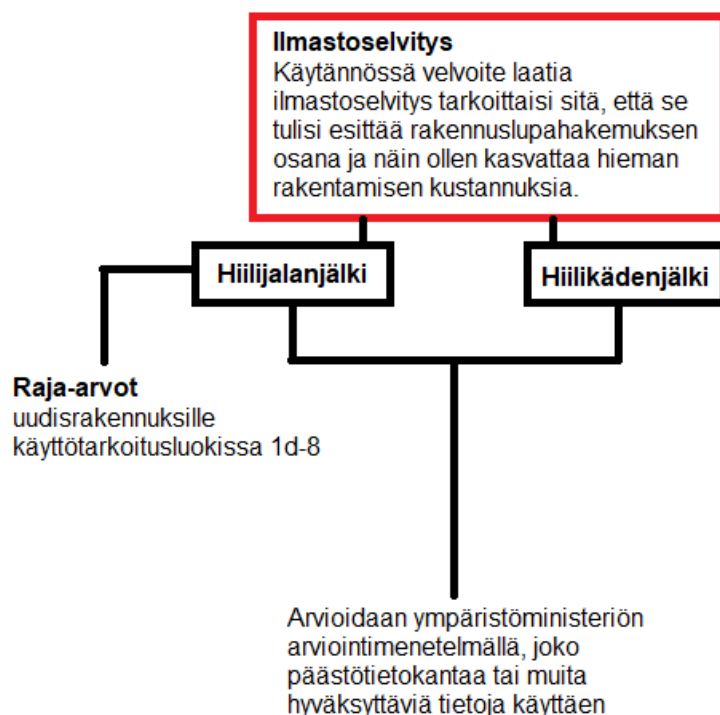 Ilmastoselvitys
Käytännössä velvoite laatia
ilmastoselvitys tarkoittaisi sitä, että se
tulisi esittää rakennuslupahakemuksen
osana ja näin ollen kasvattaa hieman
rakentamisen kustannuksia.
Hiilijalanjälki
Hiilikädenjälki
Raja-arvot
uudisrakennuksille
käyttötarkoitusluokissa 1d-8
Arvioidaan ympäristöministeriön
arviointimenetelmällä, joko
päästötietokantaa tai muita
hyväksyttäviä tietoja käyttäen